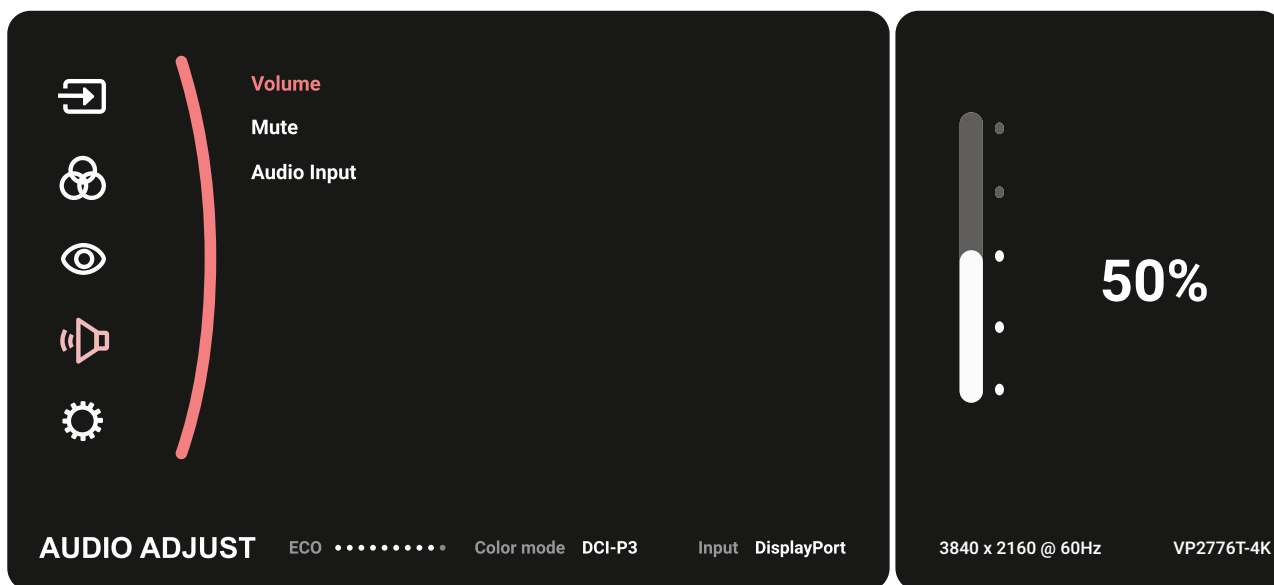 Volume
Mute
Audio Input
50%
AUDIO ADJUST ECO Color mode DCI-P3 Input DisplayPort
3840 x 2160 @ 60Hz VP2776T-4K